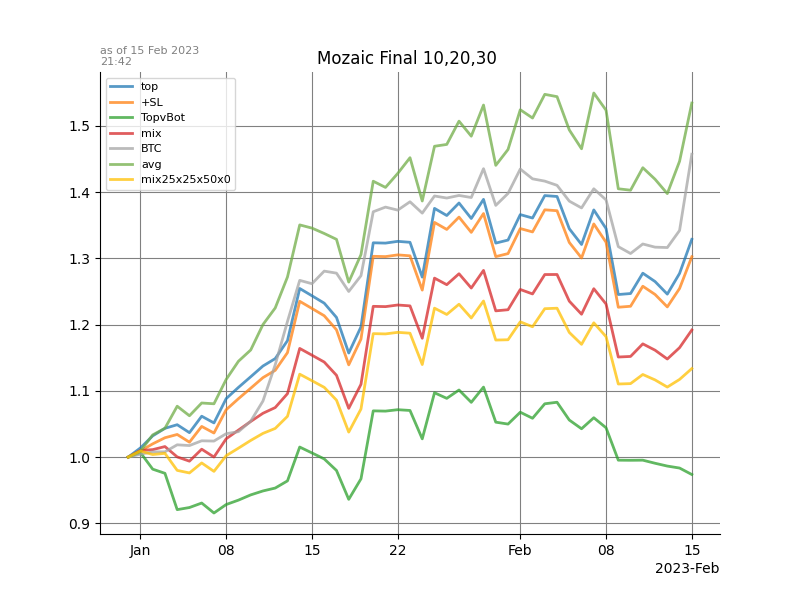 as of 15 Feb 2023
21:42
Mozaic Final 10,20,30
top
+SL
TopvBot
mix
BTC
avg
mix25x25x50x0
1.5
1.4
1.3
1.2
1.1
1.0
0.9
Jan 08 15 22 Feb 08 15
2023-Feb